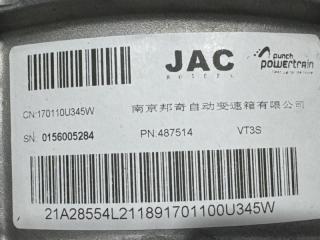 JAC
MOTORS
punch
powertrain
CN:170110U345W
南京邦奇自动变速箱有限公司
SN: 0156005284
PN:487514
VT3S
21A28554L211891701100U345W